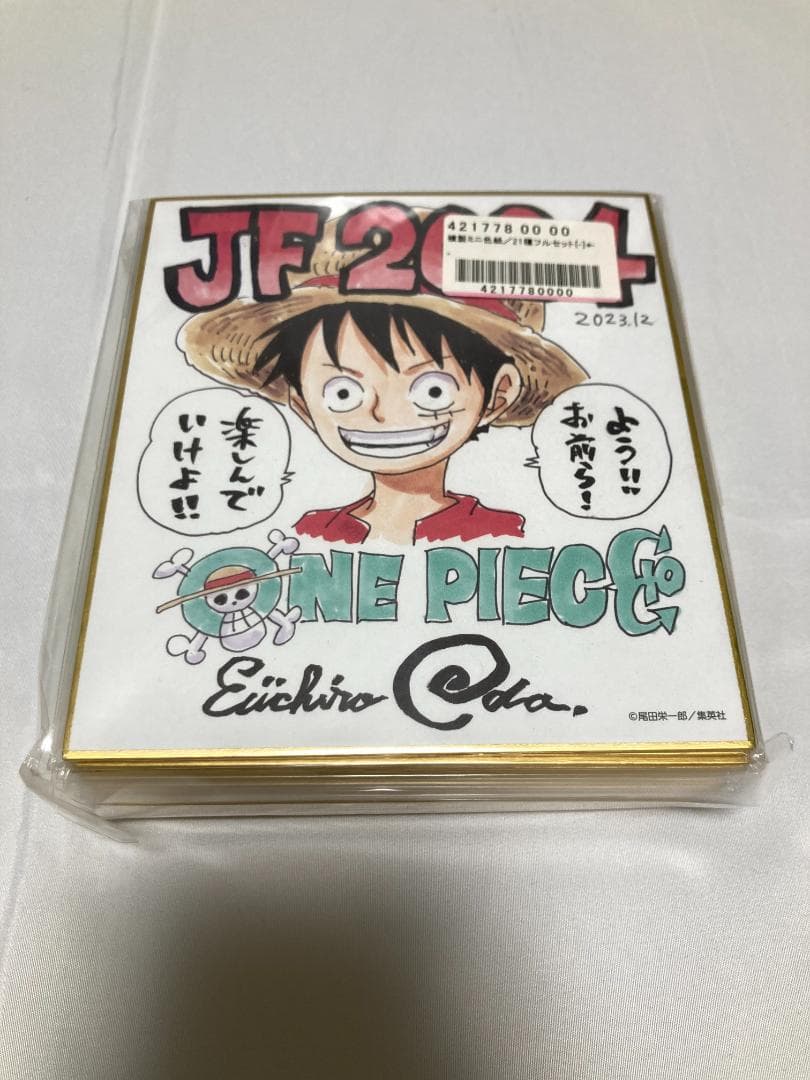 JF 2024
421778 00 00
複製ミニ色紙／21種フルセット[-]←
4217780000
2023.12
よう!!
お前ら!
楽しんで
いけよ!!
ONE PIECE
Eiichiro Oda.
©尾田栄一郎／集英社